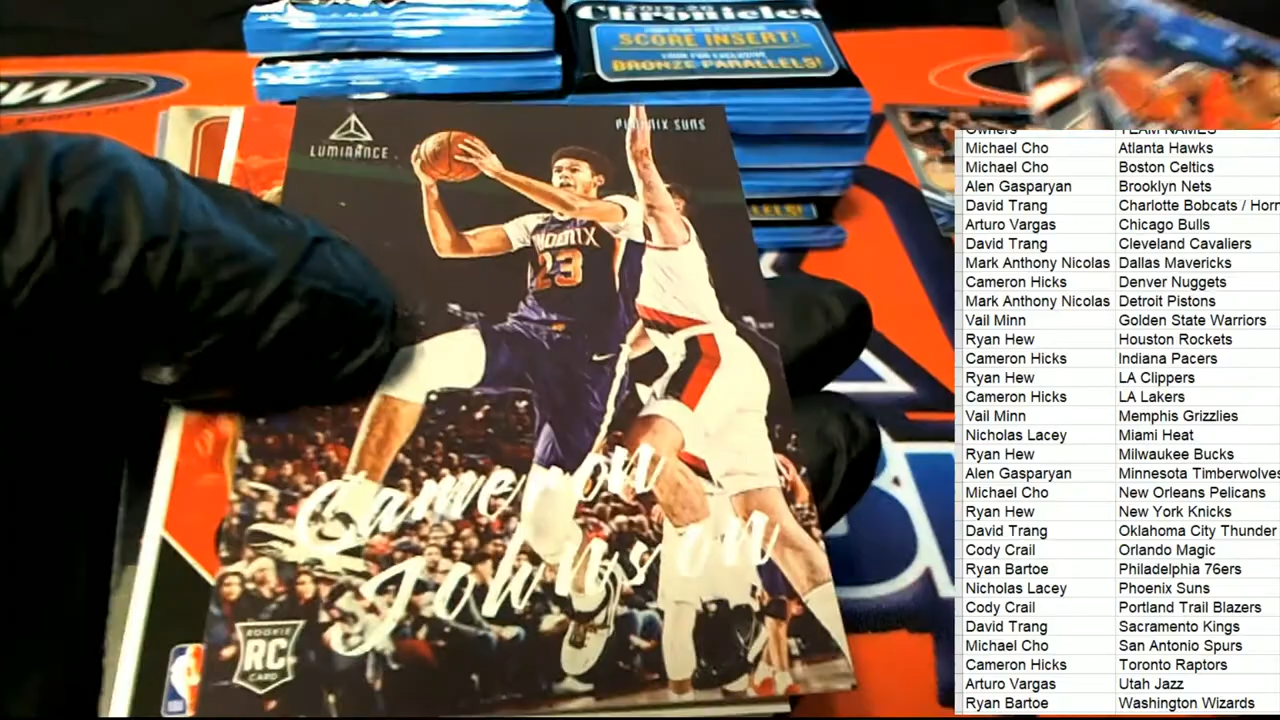 Chronicles
SCORE INSERT!
BRONZE PARALLELS!
LUMINANCE
PHOENIX SUNS
PHOENIX
23
Cameron
Johnson
ROOKIE
RC
CARD
NBA
Owners TEAM NAMES
Michael Cho Atlanta Hawks
Michael Cho Boston Celtics
Alen Gasparyan Brooklyn Nets
David Trang Charlotte Bobcats / Horn
Arturo Vargas Chicago Bulls
David Trang Cleveland Cavaliers
Mark Anthony Nicolas Dallas Mavericks
Cameron Hicks Denver Nuggets
Mark Anthony Nicolas Detroit Pistons
Vail Minn Golden State Warriors
Ryan Hew Houston Rockets
Cameron Hicks Indiana Pacers
Ryan Hew LA Clippers
Cameron Hicks LA Lakers
Vail Minn Memphis Grizzlies
Nicholas Lacey Miami Heat
Ryan Hew Milwaukee Bucks
Alen Gasparyan Minnesota Timberwolves
Michael Cho New Orleans Pelicans
Ryan Hew New York Knicks
David Trang Oklahoma City Thunder
Cody Crail Orlando Magic
Ryan Bartoe Philadelphia 76ers
Nicholas Lacey Phoenix Suns
Cody Crail Portland Trail Blazers
David Trang Sacramento Kings
Michael Cho San Antonio Spurs
Cameron Hicks Toronto Raptors
Arturo Vargas Utah Jazz
Ryan Bartoe Washington Wizards